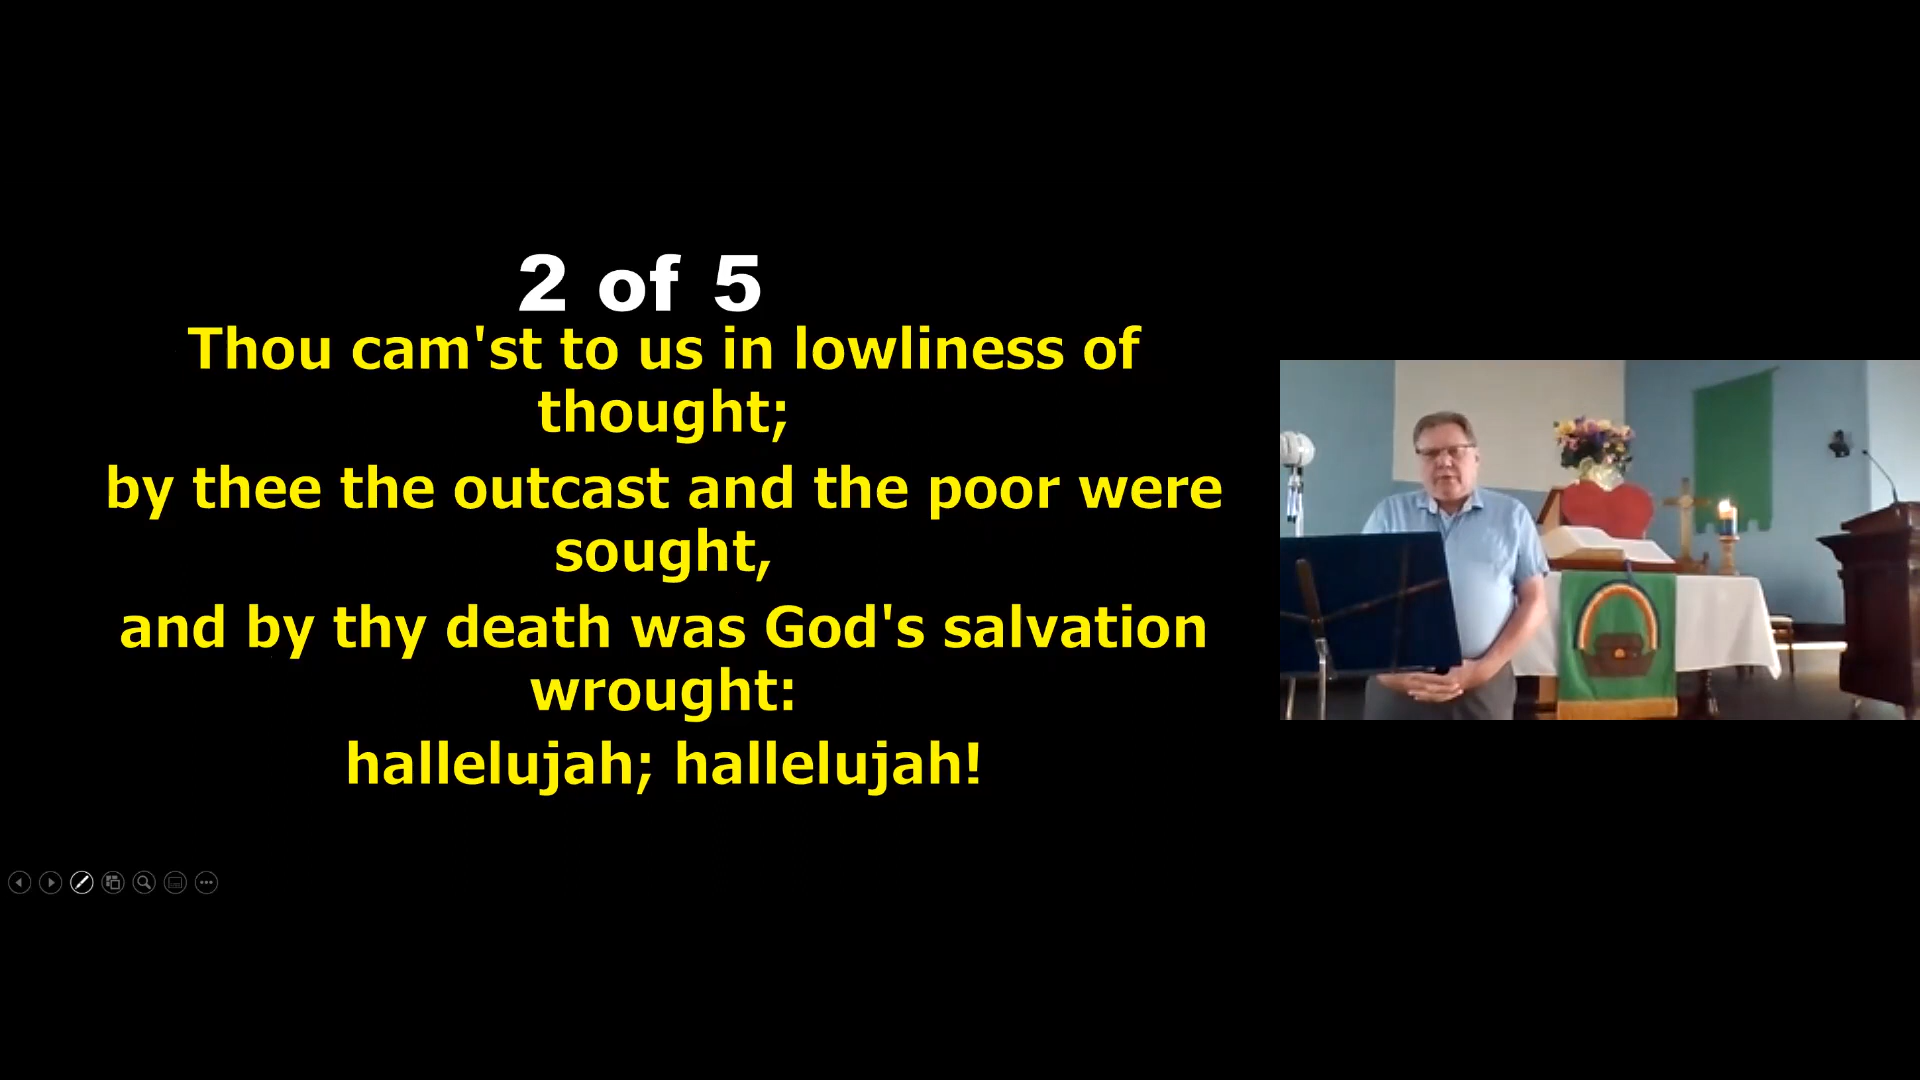 2 of 5
Thou cam'st to us in lowliness of
thought;
by thee the outcast and the poor were
sought,
and by thy death was God's salvation
wrought:
hallelujah; hallelujah!